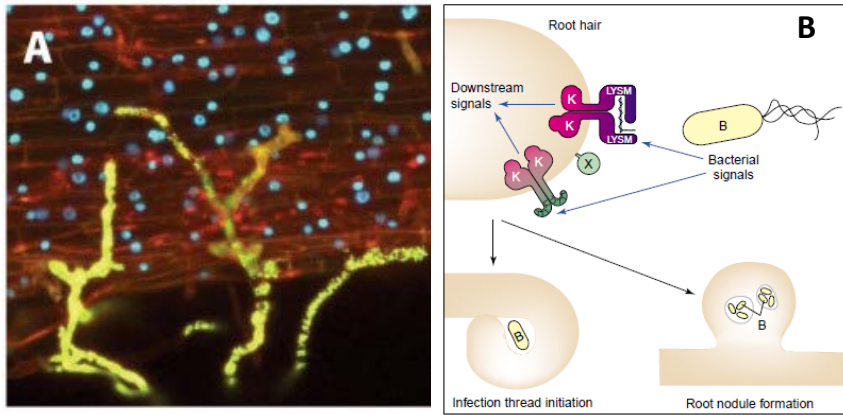 A
B
Root hair
Downstream
signals
K
K
LYSM
LYSM
B
K
K
X
Bacterial
signals
B
B
Infection thread initiation
Root nodule formation